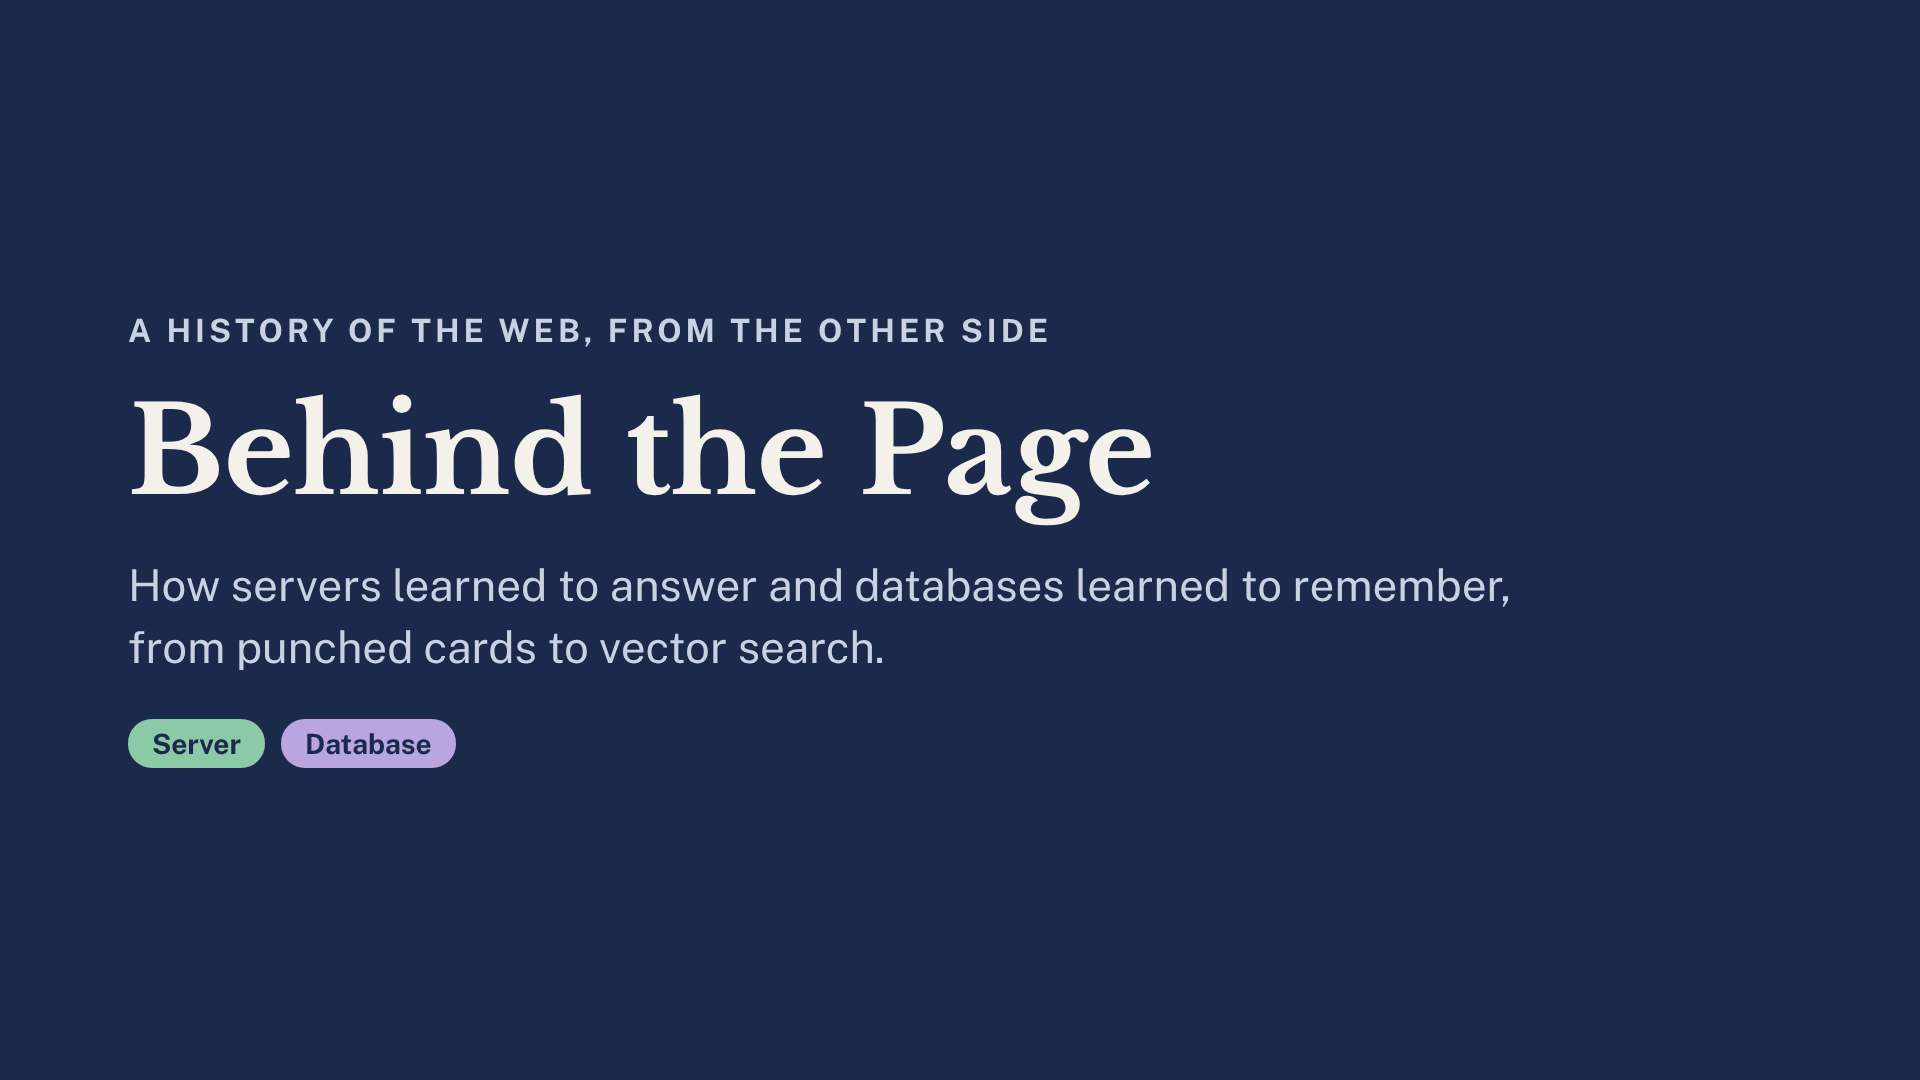 A HISTORY OF THE WEB, FROM THE OTHER SIDE
Behind the Page
How servers learned to answer and databases learned to remember,
from punched cards to vector search.
Server Database